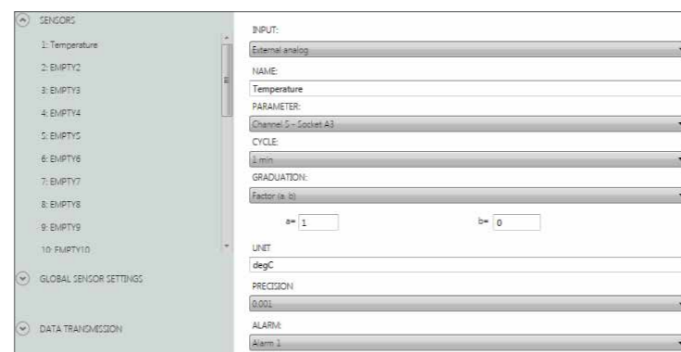 SENSORS
1: Temperature
2: EMPTY2
3: EMPTY3
4: EMPTY4
5: EMPTY5
6: EMPTY6
7: EMPTY7
8: EMPTY8
9: EMPTY9
10: EMPTY10
GLOBAL SENSOR SETTINGS
DATA TRANSMISSION
INPUT:
External analog
NAME:
Temperature
PARAMETER:
Channel 5 - Socket A3
CYCLE:
1 min
GRADUATION:
Factor (a, b)
a= 1 b= 0
UNIT
degC
PRECISION
0.001
ALARM:
Alarm 1